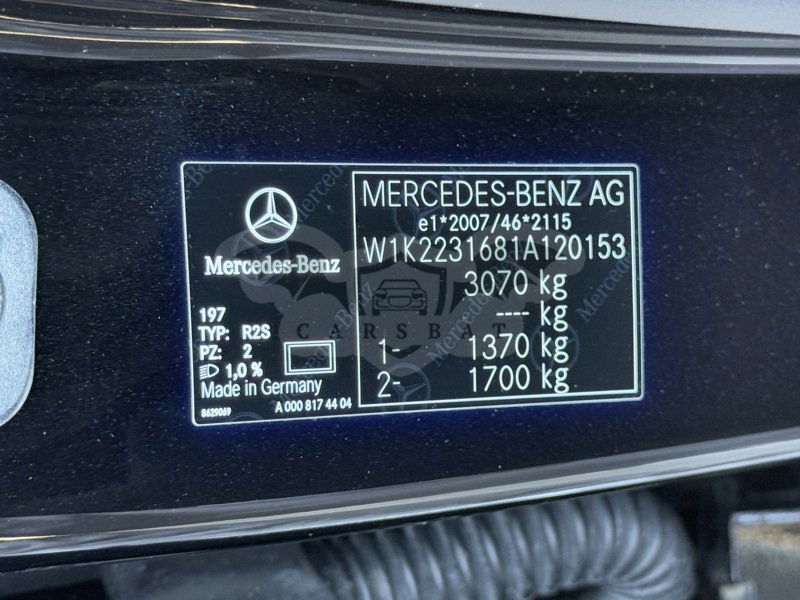 Mercedes-Benz
197
TYP: R2S
PZ: 2
1,0 %
Made in Germany
8629069
A 000 817 44 04
MERCEDES-BENZ AG
e1*2007/46*2115
W1K2231681A120153
3070 kg
---- kg
1- 1370 kg
2- 1700 kg
CARSBAT